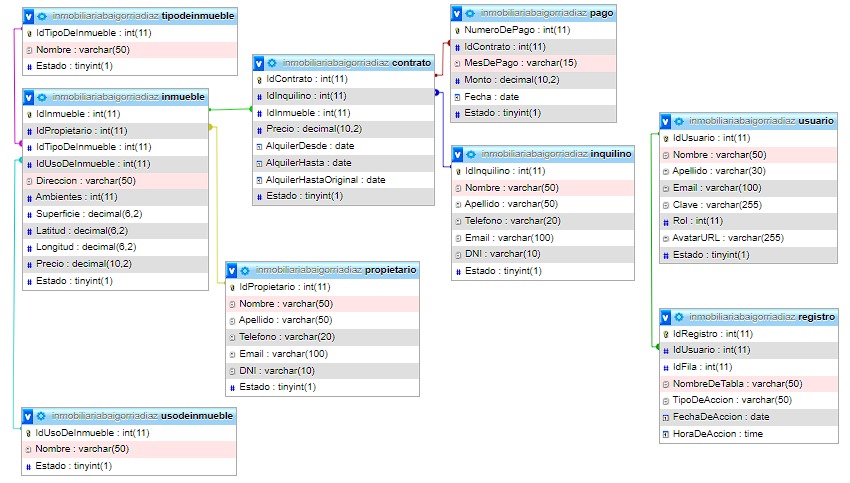 inmobiliariabaigorriadiaz tipodeinmueble
IdTipoDeInmueble : int(11)
Nombre : varchar(50)
Estado : tinyint(1)
inmobiliariabaigorriadiaz inmueble
IdInmueble : int(11)
IdPropietario : int(11)
IdTipoDeInmueble : int(11)
IdUsoDeInmueble : int(11)
Direccion : varchar(50)
Ambientes : int(11)
Superficie : decimal(6,2)
Latitud : decimal(6,2)
Longitud : decimal(6,2)
Precio : decimal(10,2)
Estado : tinyint(1)
inmobiliariabaigorriadiaz usodeinmueble
IdUsoDeInmueble : int(11)
Nombre : varchar(50)
Estado : tinyint(1)
inmobiliariabaigorriadiaz contrato
IdContrato : int(11)
IdInquilino : int(11)
IdInmueble : int(11)
Precio : decimal(10,2)
AlquilerDesde : date
AlquilerHasta : date
AlquilerHastaOriginal : date
Estado : tinyint(1)
inmobiliariabaigorriadiaz propietario
IdPropietario : int(11)
Nombre : varchar(50)
Apellido : varchar(50)
Telefono : varchar(20)
Email : varchar(100)
DNI : varchar(10)
Estado : tinyint(1)
inmobiliariabaigorriadiaz pago
NumeroDePago : int(11)
IdContrato : int(11)
MesDePago : varchar(15)
Monto : decimal(10,2)
Fecha : date
Estado : tinyint(1)
inmobiliariabaigorriadiaz inquilino
IdInquilino : int(11)
Nombre : varchar(50)
Apellido : varchar(50)
Telefono : varchar(20)
Email : varchar(100)
DNI : varchar(10)
Estado : tinyint(1)
inmobiliariabaigorriadiaz usuario
IdUsuario : int(11)
Nombre : varchar(50)
Apellido : varchar(30)
Email : varchar(100)
Clave : varchar(255)
Rol : int(11)
AvatarURL : varchar(255)
Estado : tinyint(1)
inmobiliariabaigorriadiaz registro
IdRegistro : int(11)
IdUsuario : int(11)
IdFila : int(11)
NombreDeTabla : varchar(50)
TipoDeAccion : varchar(50)
FechaDeAccion : date
HoraDeAccion : time